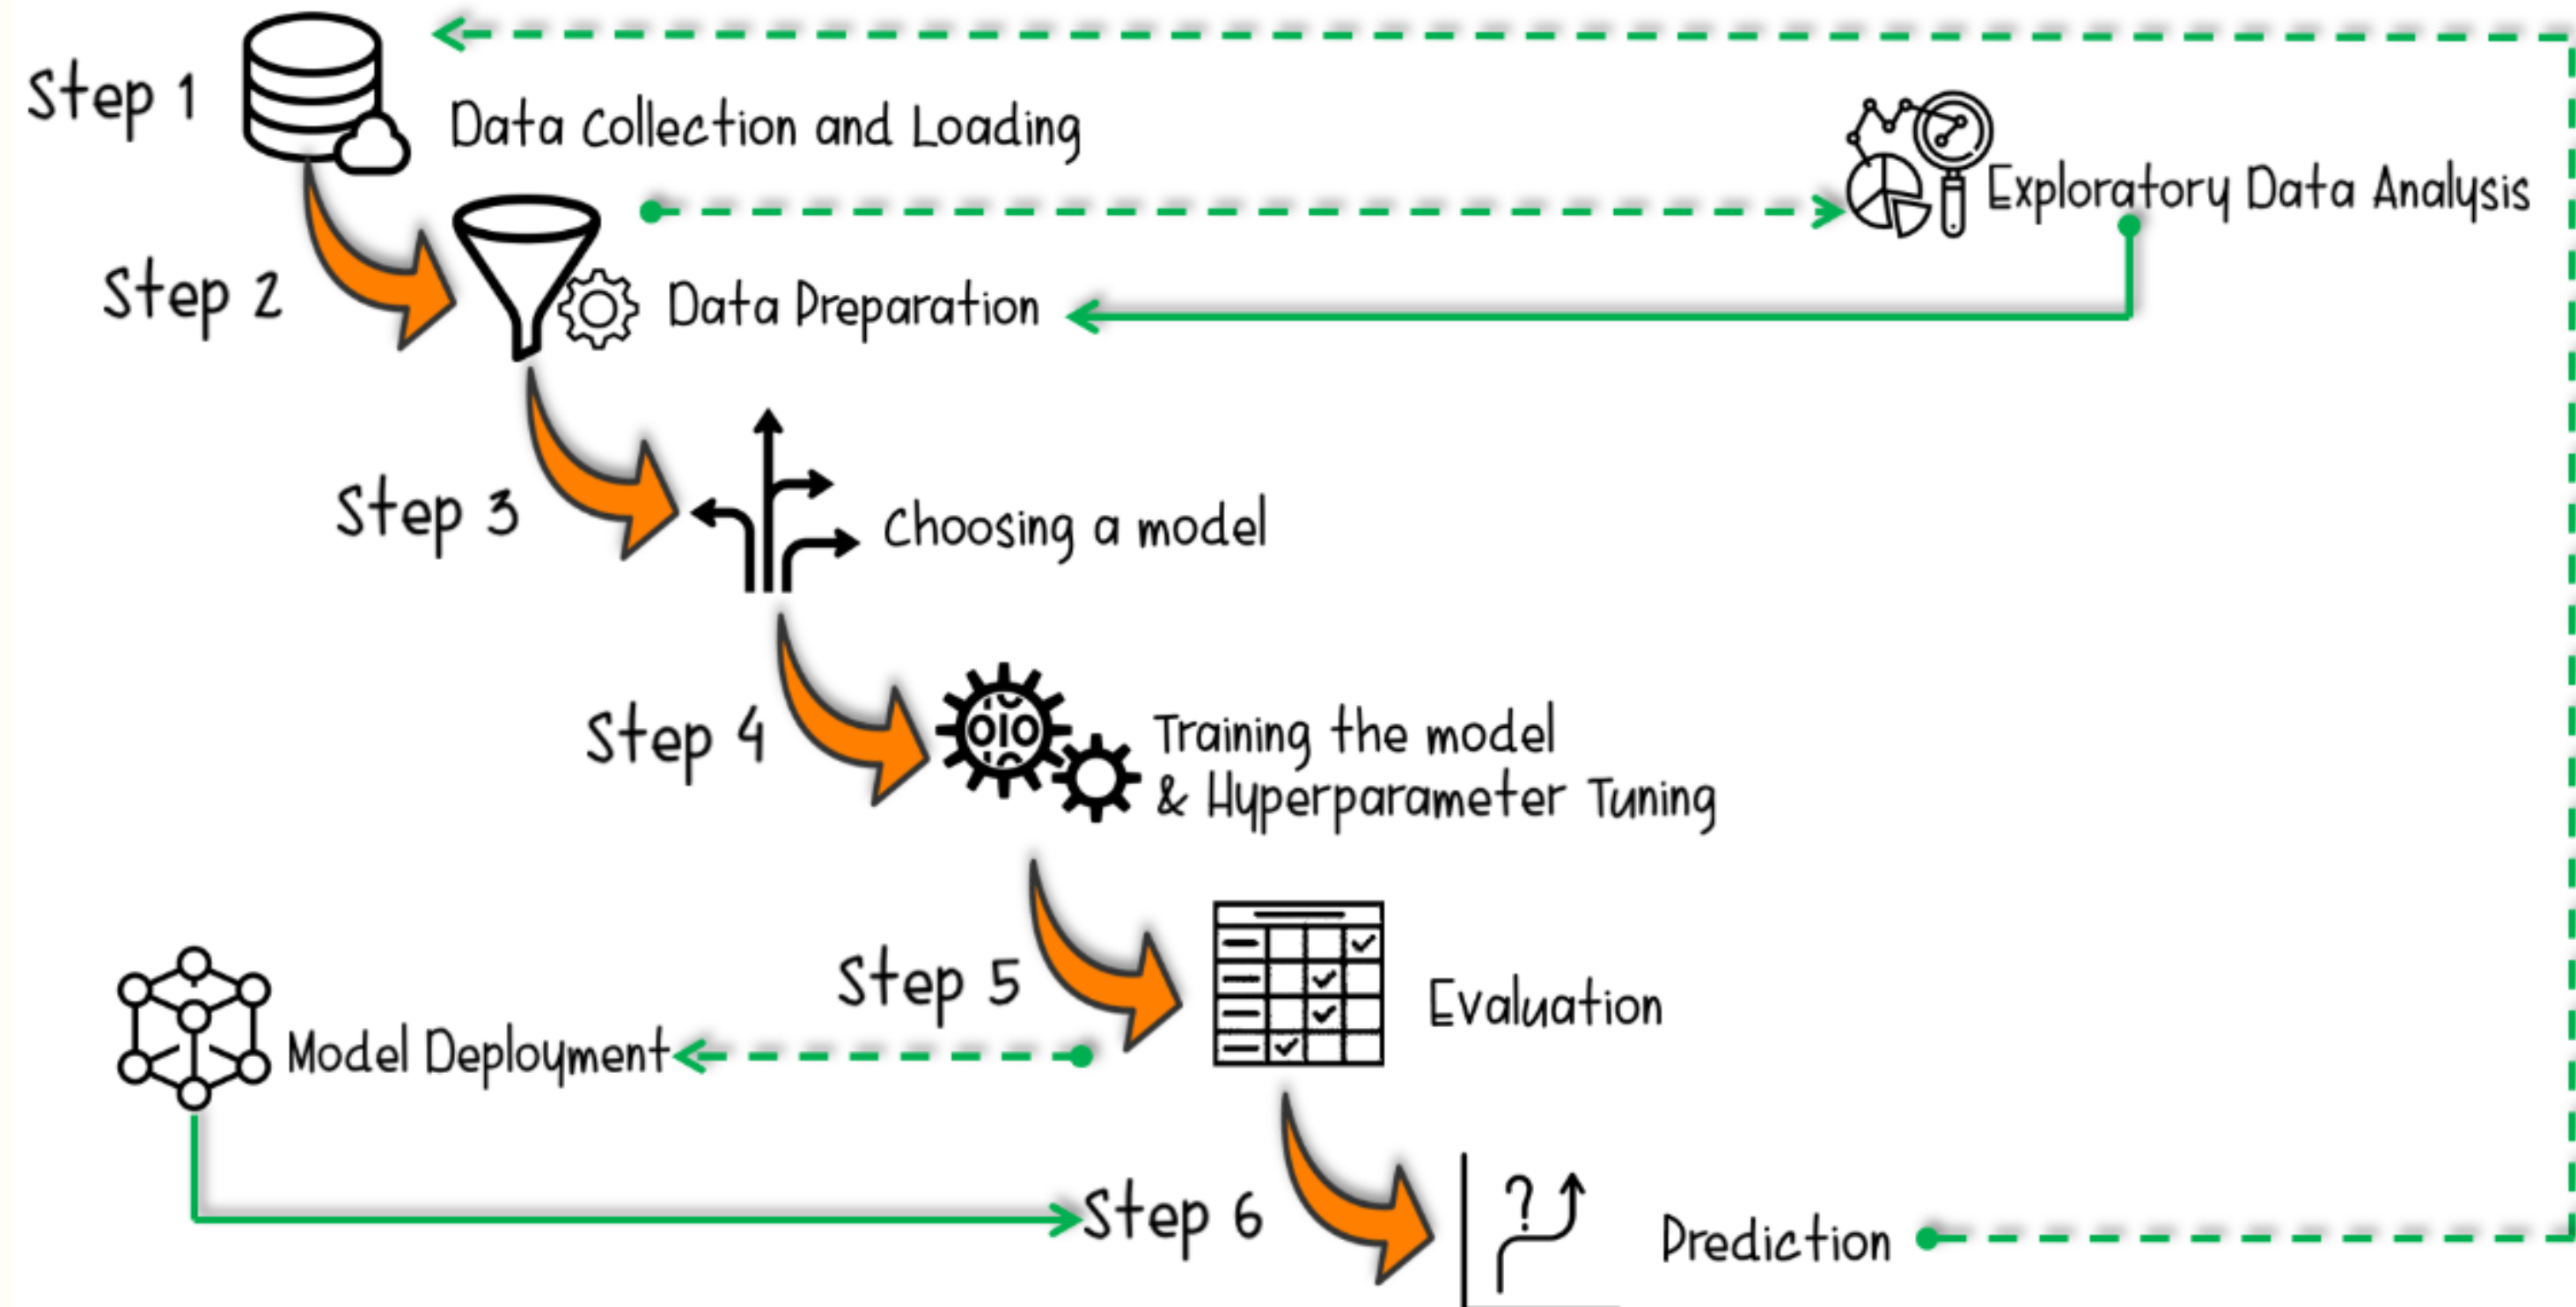 Step 1
Data Collection and Loading
Exploratory Data Analysis
Step 2
Data Preparation
Step 3
Choosing a model
Step 4
010
Training the model
& Hyperparameter Tuning
Step 5
Evaluation
Model Deployment
Step 6
?
Prediction